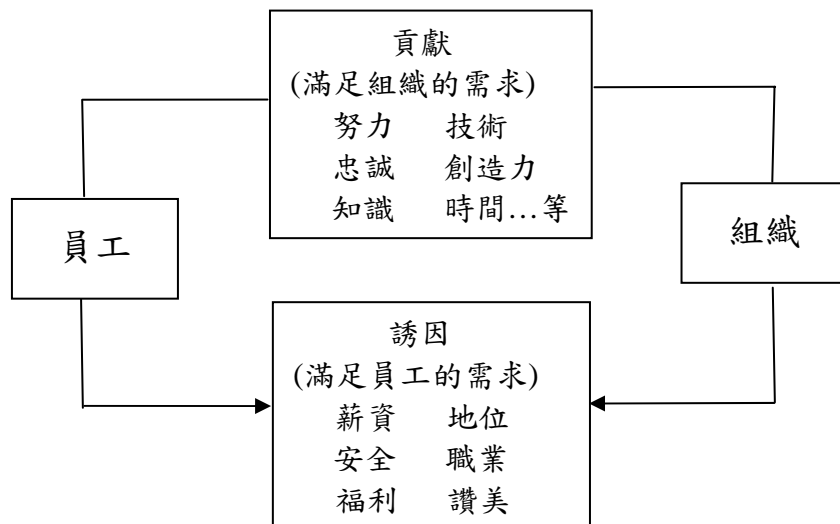 貢獻
(滿足組織的需求)
努力 技術
忠誠 創造力
知識 時間…等
員工
組織
誘因
(滿足員工的需求)
薪資 地位
安全 職業
福利 讚美